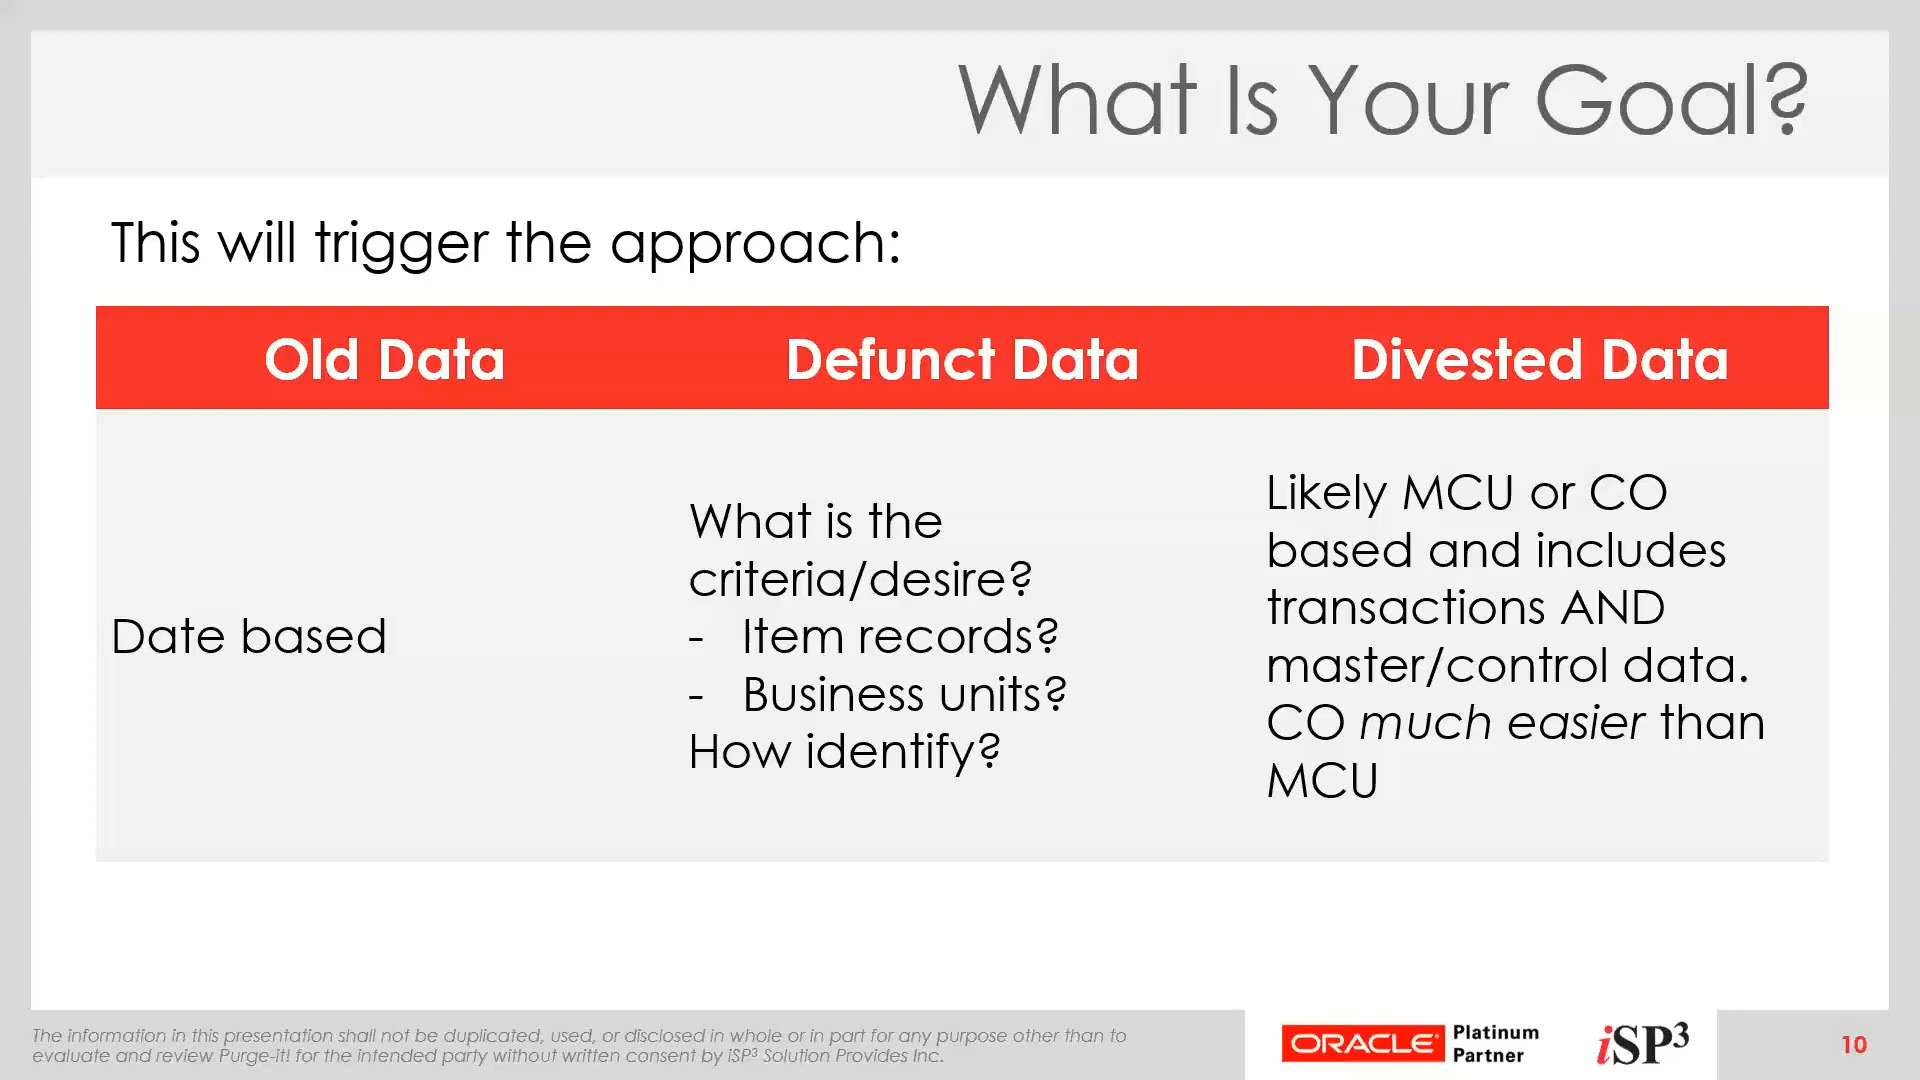 What Is Your Goal?
This will trigger the approach:
Old Data
Defunct Data
Divested Data
Date based
What is the
criteria/desire?
- Item records?
- Business units?
How identify?
Likely MCU or CO
based and includes
transactions AND
master/control data.
CO much easier than
MCU
The information in this presentation shall not be duplicated, used, or disclosed in whole or in part for any purpose other than to
evaluate and review Purge-it! for the intended party without written consent by iSP³ Solution Provides Inc.
ORACLE Platinum
Partner
iSP³
10